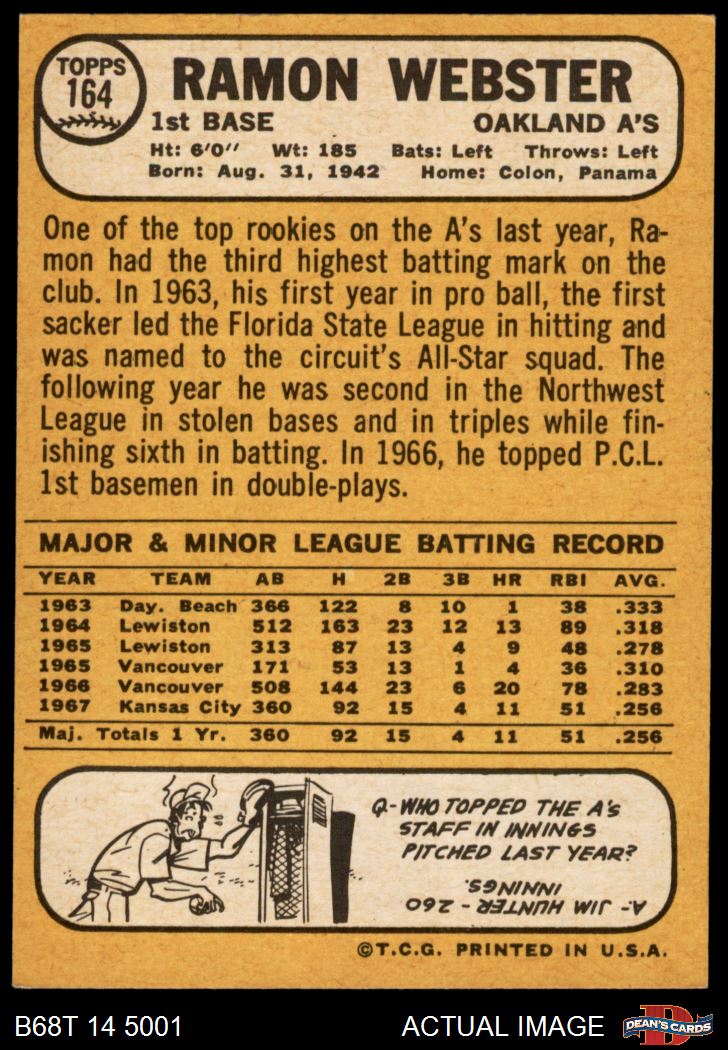 TOPPS
164
RAMON WEBSTER
1st BASE OAKLAND A'S
Ht: 6'0" Wt: 185 Bats: Left Throws: Left
Born: Aug. 31, 1942 Home: Colon, Panama
One of the top rookies on the A's last year, Ra-
mon had the third highest batting mark on the
club. In 1963, his first year in pro ball, the first
sacker led the Florida State League in hitting and
was named to the circuit's All-Star squad. The
following year he was second in the Northwest
League in stolen bases and in triples while fin-
ishing sixth in batting. In 1966, he topped P.C.L.
1st basemen in double-plays.
MAJOR & MINOR LEAGUE BATTING RECORD
YEAR TEAM AB H 2B 3B HR RBI AVG.
1963 Day. Beach 366 122 8 10 1 38 .333
1964 Lewiston 512 163 23 12 13 89 .318
1965 Lewiston 313 87 13 4 9 48 .278
1965 Vancouver 171 53 13 1 4 36 .310
1966 Vancouver 508 144 23 6 20 78 .283
1967 Kansas City 360 92 15 4 11 51 .256
Maj. Totals 1 Yr. 360 92 15 4 11 51 .256
Q-WHO TOPPED THE A's
STAFF IN INNINGS
PITCHED LAST YEAR?
A- JIM HUNTER - 260
INNINGS.
©T.C.G. PRINTED IN U.S.A.
B68T 14 5001 ACTUAL IMAGE
D
DEAN'S CARDS